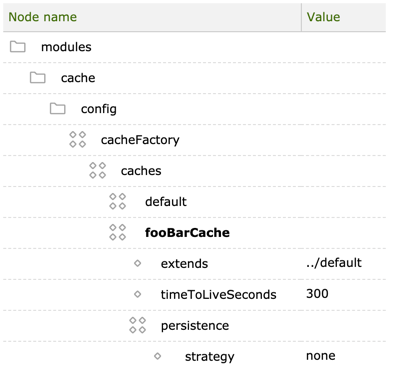 Node name Value
modules
cache
config
cacheFactory
caches
default
fooBarCache
extends ../default
timeToLiveSeconds 300
persistence
strategy none